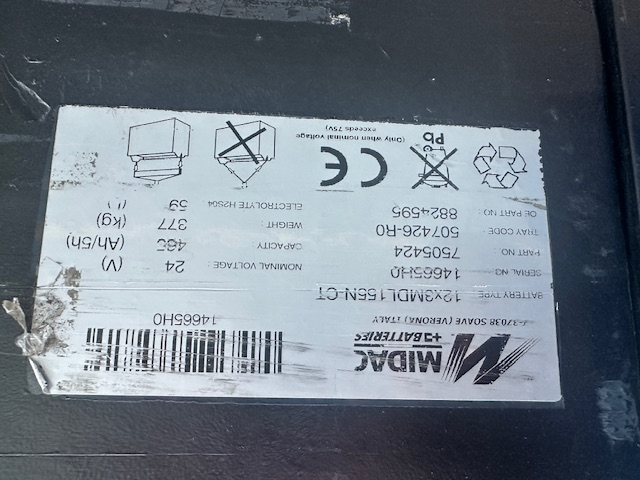 MIDAC
BATTERIES
I-37038 SOAVE (VERONA) ITALY
14665H0
BATTERY TYPE : 12x3MDL155N-CT
SERIAL NO : 14665H0
PART NO : 7505424
TRAY CODE : 507426-R0
OE PART NO : 8824595
NOMINAL VOLTAGE : 24 (V)
CAPACITY : 465 (Ah/5h)
WEIGHT : 377 (kg)
ELECTROLYTE H2SO4 : 59 (l)
Pb
CE
(Only when nominal voltage
exceeds 75V)